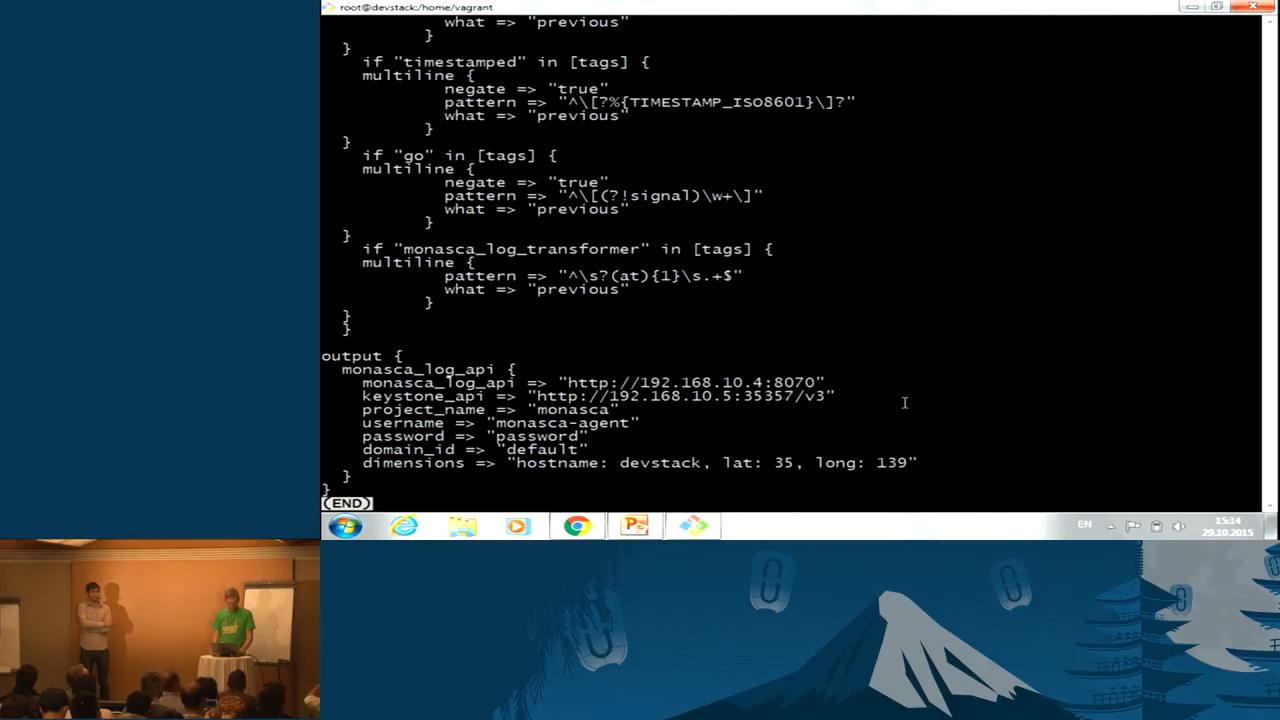 root@devstack:/home/vagrant
what => "previous"
}
}
if "timestamped" in [tags] {
multiline {
negate => "true"
pattern => "^\[?%{TIMESTAMP_ISO8601}\]?"
what => "previous"
}
}
if "go" in [tags] {
multiline {
negate => "true"
pattern => "^\[(?!signal)\w+\]"
what => "previous"
}
}
if "monasca_log_transformer" in [tags] {
multiline {
pattern => "^\s?(at){1}\s.+$"
what => "previous"
}
}
}
output {
monasca_log_api {
monasca_log_api => "http://192.168.10.4:8070"
keystone_api => "http://192.168.10.5:35357/v3"
project_name => "monasca"
username => "monasca-agent"
password => "password"
domain_id => "default"
dimensions => "hostname: devstack, lat: 35, long: 139"
}
}
(END)
EN
15:14
29.10.2015